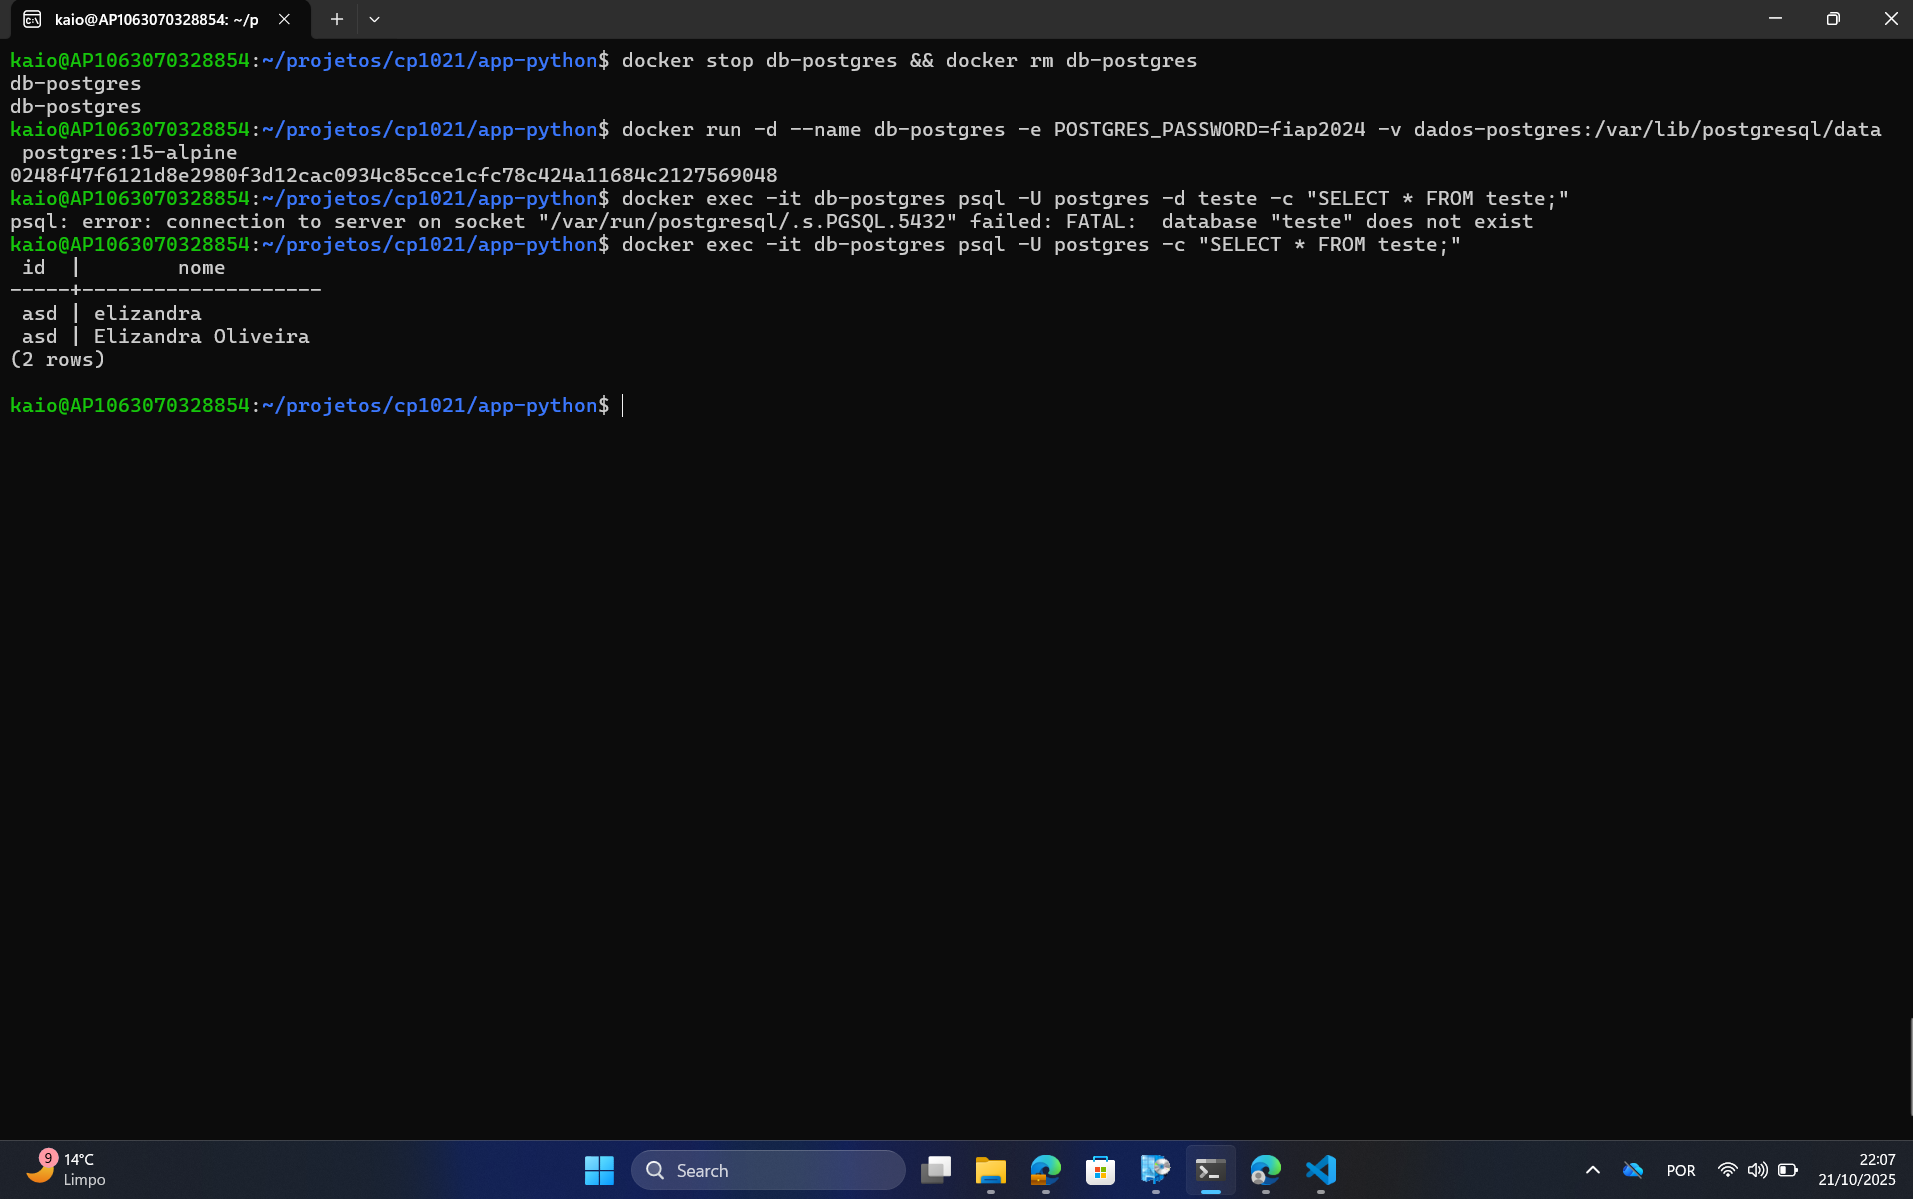 kaio@AP1063070328854: ~/p
kaio@AP1063070328854:~/projetos/cp1021/app-python$ docker stop db-postgres && docker rm db-postgres
db-postgres
db-postgres
kaio@AP1063070328854:~/projetos/cp1021/app-python$ docker run -d --name db-postgres -e POSTGRES_PASSWORD=fiap2024 -v dados-postgres:/var/lib/postgresql/data
 postgres:15-alpine
0248f47f6121d8e2980f3d12cac0934c85cce1cfc78c424a11684c2127569048
kaio@AP1063070328854:~/projetos/cp1021/app-python$ docker exec -it db-postgres psql -U postgres -d teste -c "SELECT * FROM teste;"
psql: error: connection to server on socket "/var/run/postgresql/.s.PGSQL.5432" failed: FATAL:  database "teste" does not exist
kaio@AP1063070328854:~/projetos/cp1021/app-python$ docker exec -it db-postgres psql -U postgres -c "SELECT * FROM teste;"
 id  |        nome
-----+--------------------
 asd | elizandra
 asd | Elizandra Oliveira
(2 rows)
kaio@AP1063070328854:~/projetos/cp1021/app-python$
9
14°C
Limpo
Search
POR
22:07
21/10/2025